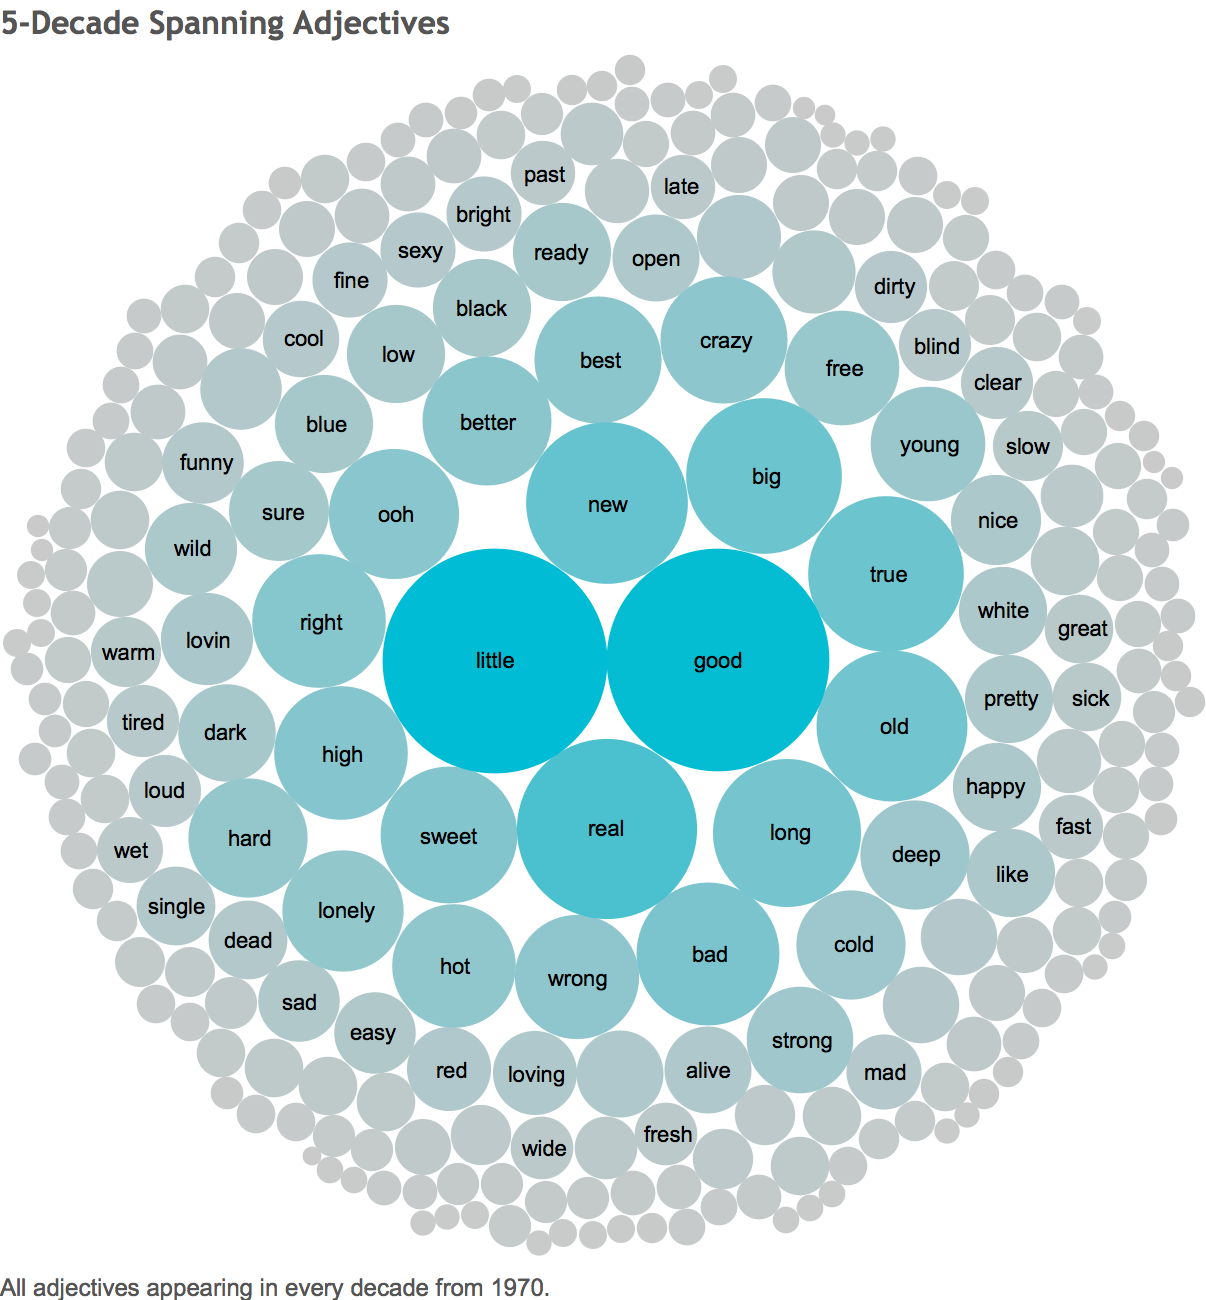 5-Decade Spanning Adjectives
past
late
bright
sexy
ready
open
fine
dirty
black
cool
crazy
blind
low
best
free
clear
better
blue
young
slow
funny
big
new
sure
ooh
nice
wild
true
white
right
great
lovin
warm
little
good
pretty
sick
tired
old
dark
high
happy
loud
fast
real
long
sweet
hard
wet
deep
like
single
lonely
dead
cold
bad
hot
wrong
sad
easy
strong
red
loving
alive
mad
fresh
wide
All adjectives appearing in every decade from 1970.